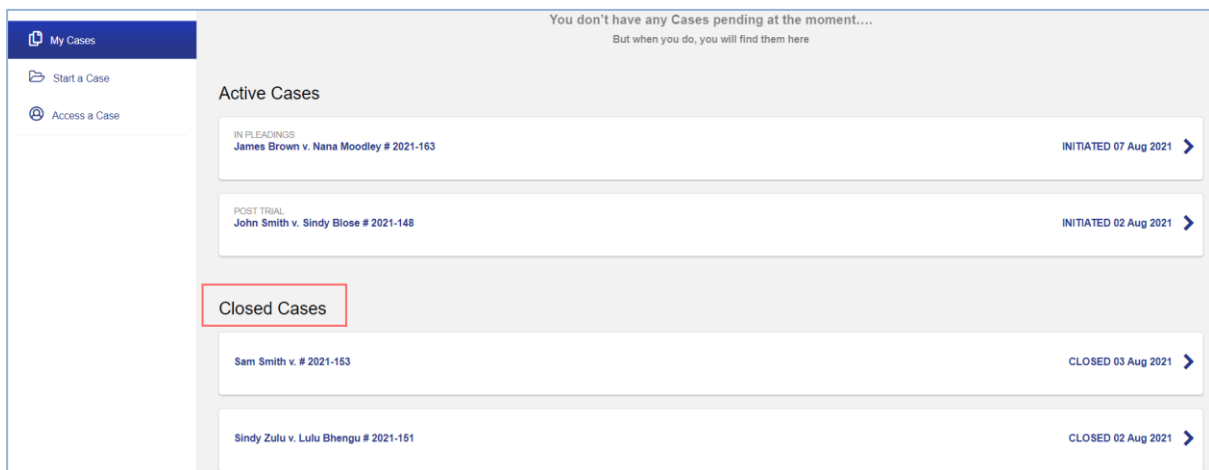 My Cases
Start a Case
Access a Case
You don't have any Cases pending at the moment....
But when you do, you will find them here
Active Cases
IN PLEADINGS
James Brown v. Nana Moodley # 2021-163
INITIATED 07 Aug 2021
POST TRIAL
John Smith v. Sindy Blose # 2021-148
INITIATED 02 Aug 2021
Closed Cases
Sam Smith v. # 2021-153
CLOSED 03 Aug 2021
Sindy Zulu v. Lulu Bhengu # 2021-151
CLOSED 02 Aug 2021